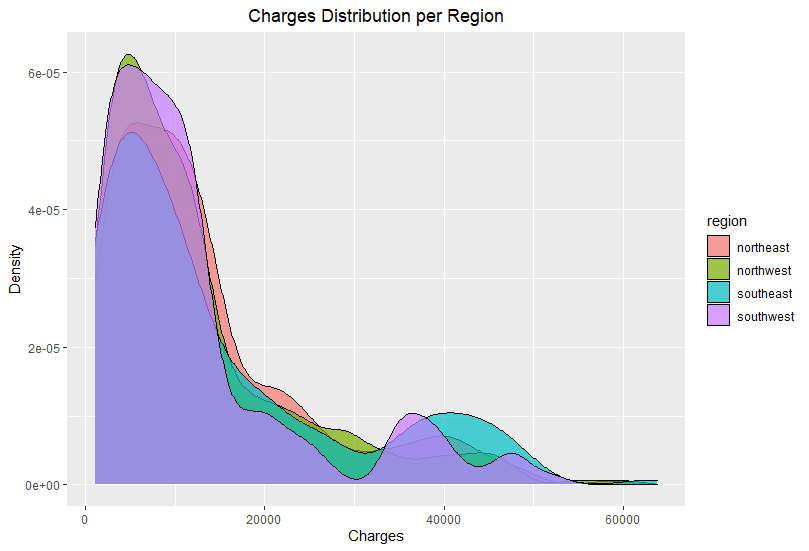 Charges Distribution per Region
6e-05
4e-05
2e-05
0e+00
Density
0
20000
40000
60000
Charges
region
northeast
northwest
southeast
southwest